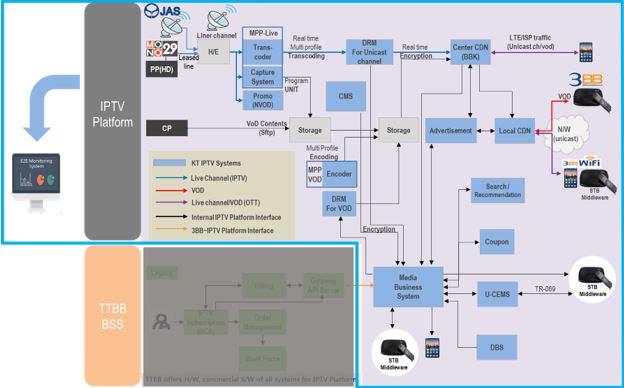 JAS
Liner channel
MPP-Live
MONO
29
PP(HD)
Leased
line
H/E
Trans-
coder
Capture
System
Promo
(NVOD)
Real time
Multi profile
Transcoding
DRM
For Unicast
channel
Real time
Encryption
Center CDN
(BBK)
LTE/ISP traffic
(Unicast ch/vod)
IPTV
Platform
Program
UNIT
CMS
VOD
3BB
CP
VoD Contents
(Sftp)
Storage
Storage
Advertisement
Local CDN
N/W
(unicast)
E2E Monitoring
System
Multi Profile
Encoding
MPP
VOD
Encoder
3BB WiFi
STB
Middleware
KT IPTV Systems
Live Channel (IPTV)
VOD
Live channel/VOD (OTT)
Internal IPTV Platform Interface
3BB~IPTV Platform Interface
DRM
For VOD
Search /
Recommendation
Encryption
Coupon
TTBB
BSS
Legacy
Billing
Gateway
API Server
IPTV
Subscription
Order
Management
Work Force
Media
Business
System
U-CEMS
TR-069
STB
Middleware
DBS
STB
Middleware
TTBB offers H/W, commercial S/W of all systems for IPTV Platform